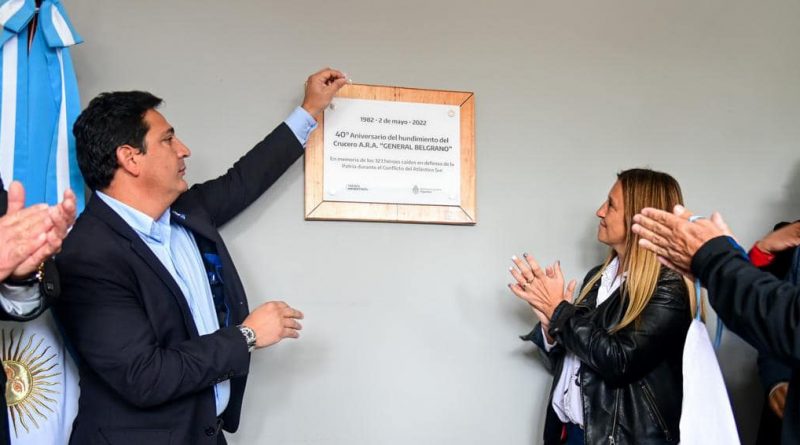 1982 - 2 de mayo - 2022
40º Aniversario del hundimiento del
Crucero A.R.A. "GENERAL BELGRANO"
En memoria de los 323 héroes caídos en defensa de la
Patria durante el Conflicto del Atlántico Sur